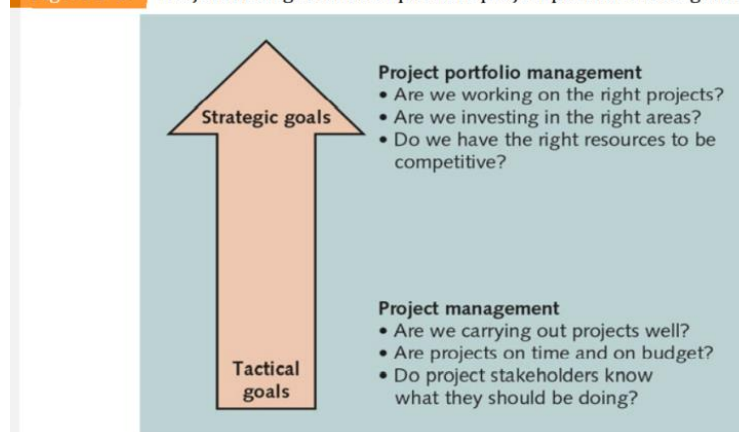 Strategic goals
Tactical
goals
Project portfolio management
• Are we working on the right projects?
• Are we investing in the right areas?
• Do we have the right resources to be
competitive?
Project management
• Are we carrying out projects well?
• Are projects on time and on budget?
• Do project stakeholders know
what they should be doing?